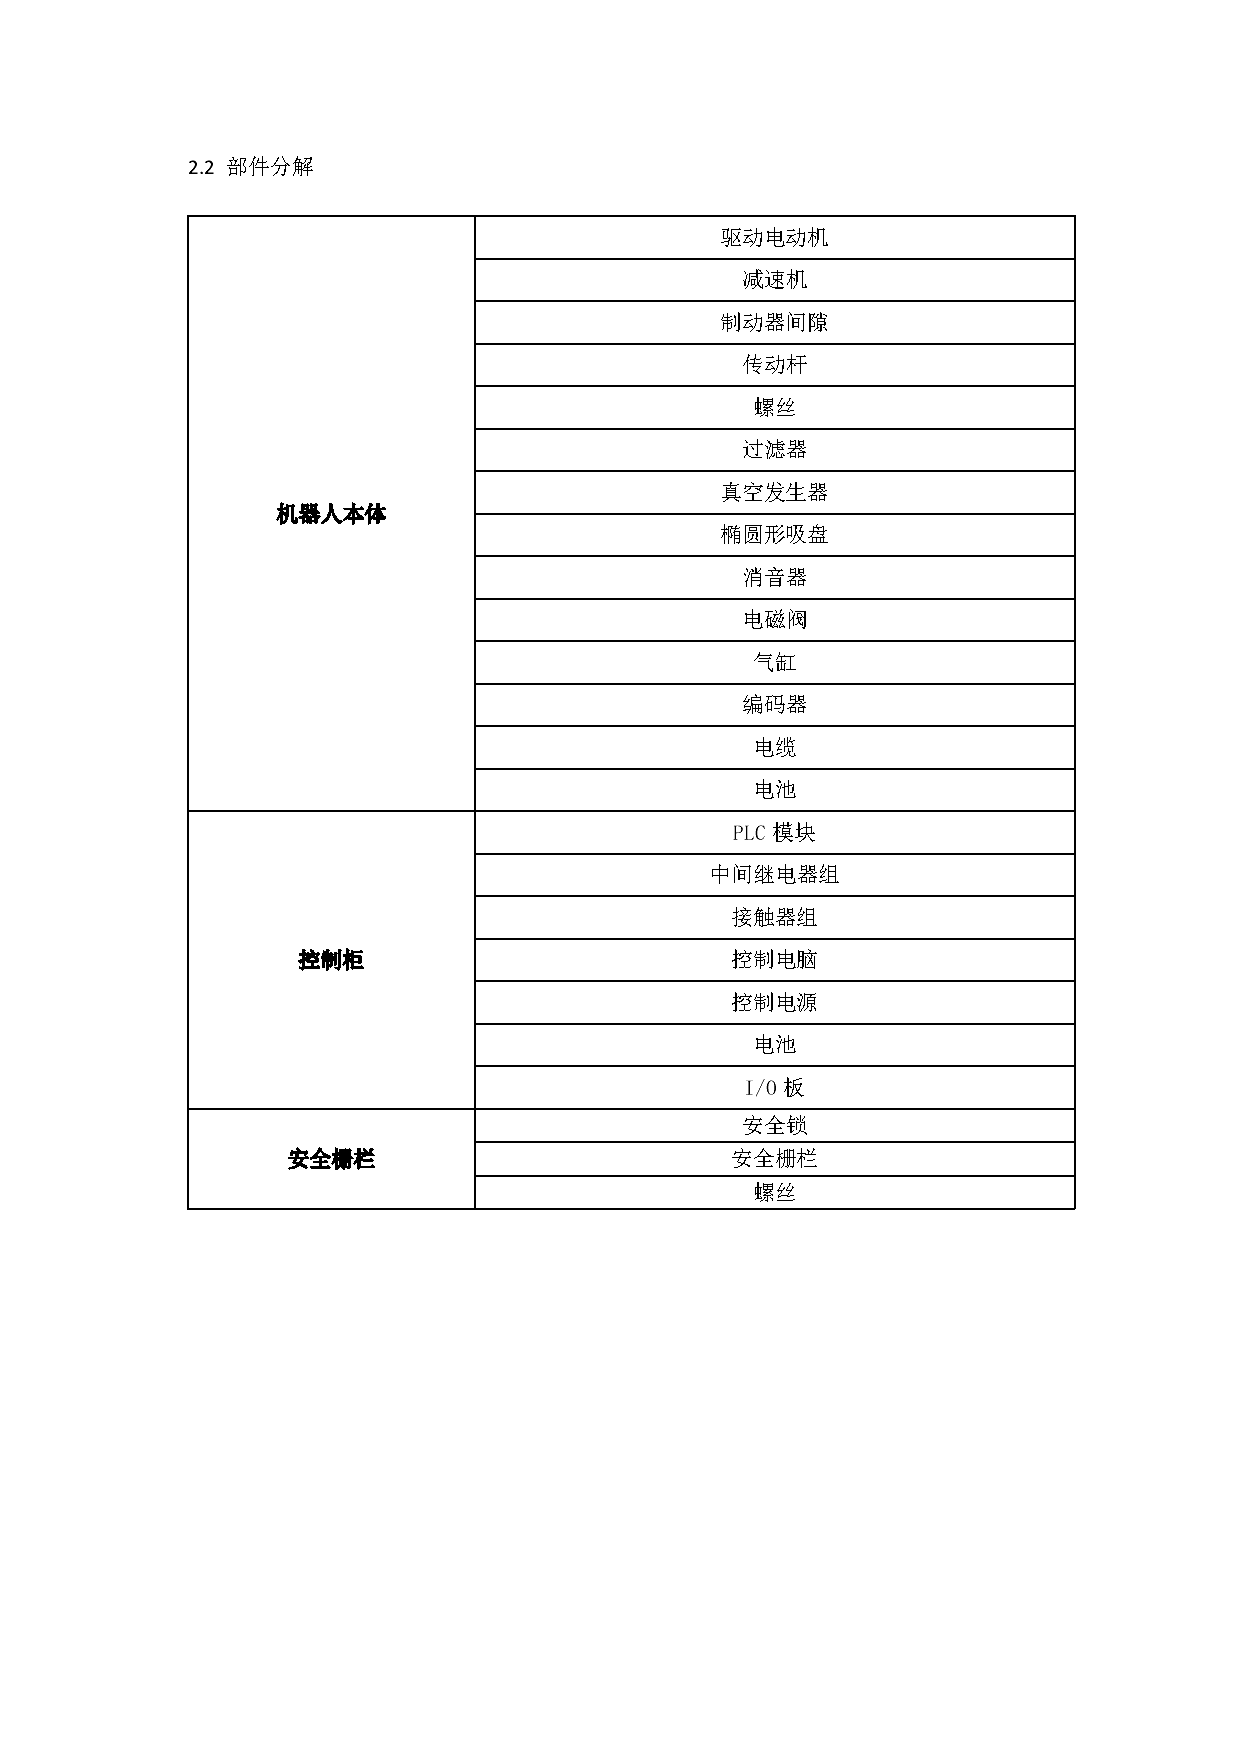 2.2 部件分解
机器人本体
驱动电动机
减速机
制动器间隙
传动杆
螺丝
过滤器
真空发生器
椭圆形吸盘
消音器
电磁阀
气缸
编码器
电缆
电池
控制柜
PLC 模块
中间继电器组
接触器组
控制电脑
控制电源
电池
I/O 板
安全栅栏
安全锁
安全栅栏
螺丝